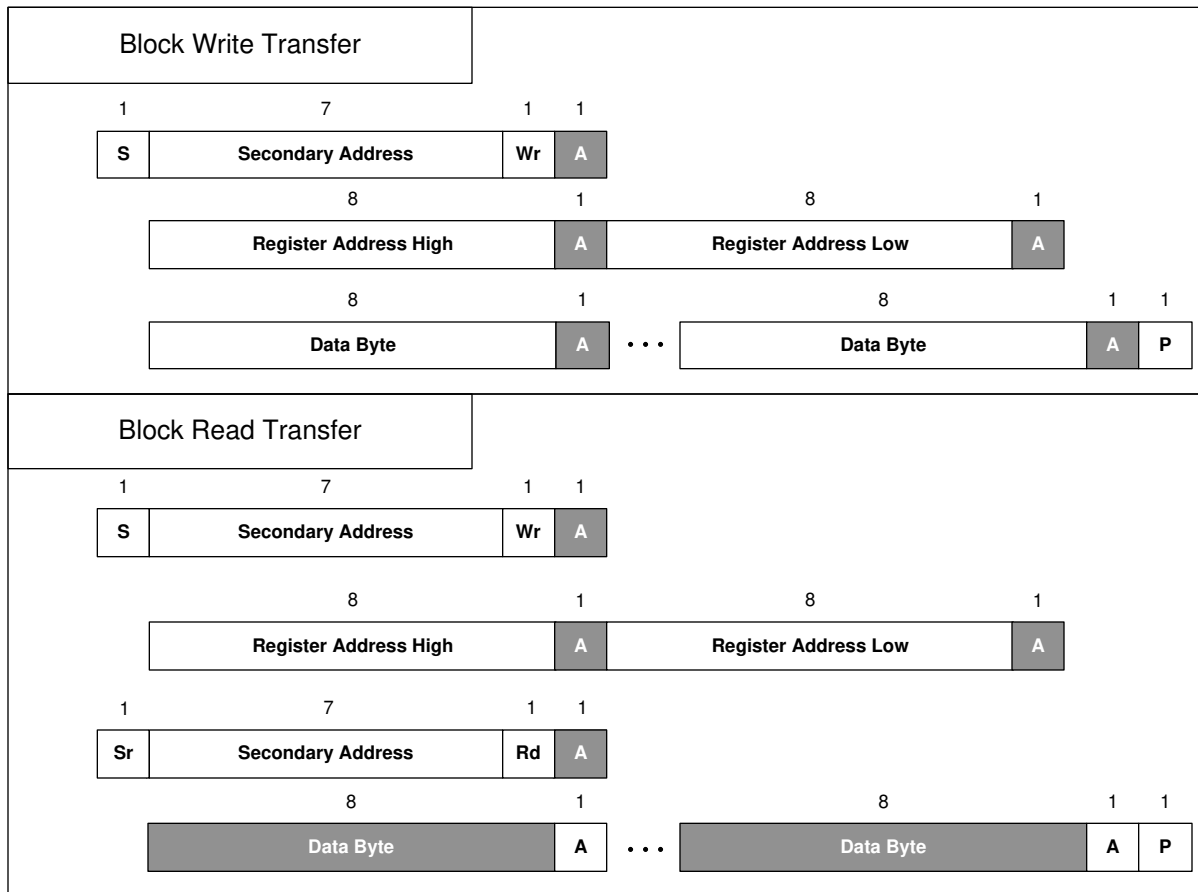 Block Write Transfer
1 7 1 1
S Secondary Address Wr A
8 1 8 1
Register Address High A Register Address Low A
8 1 8 1 1
Data Byte A • • • Data Byte A P
Block Read Transfer
1 7 1 1
S Secondary Address Wr A
8 1 8 1
Register Address High A Register Address Low A
1 7 1 1
Sr Secondary Address Rd A
8 1 8 1 1
Data Byte A • • • Data Byte A P